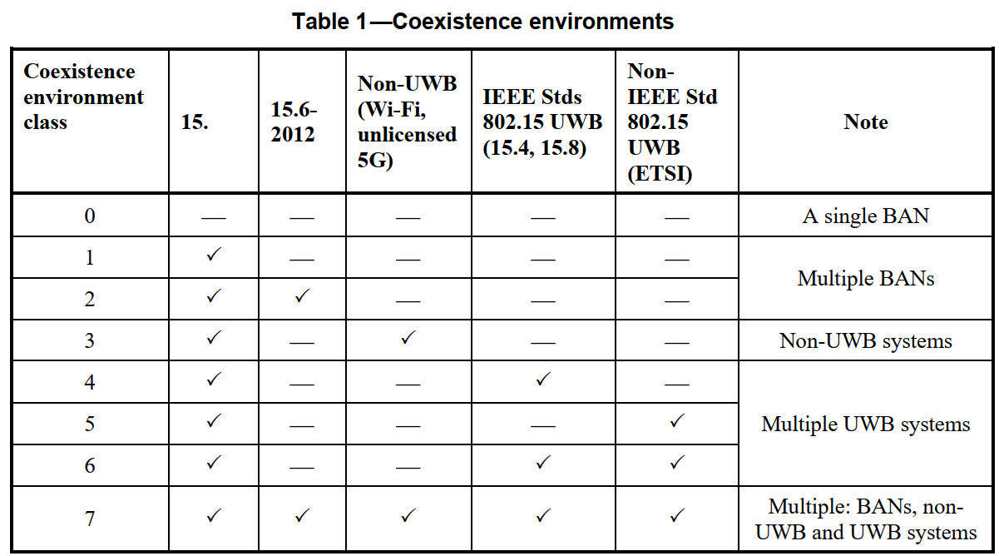 Table 1—Coexistence environments
Coexistence
environment
class
15.
15.6-
2012
Non-UWB
(Wi-Fi,
unlicensed
5G)
IEEE Stds
802.15 UWB
(15.4, 15.8)
Non-
IEEE Std
802.15
UWB
(ETSI)
Note
0 — — — — — A single BAN
1 ✓ — — — —
Multiple BANs
2 ✓ ✓ — — —
3 ✓ — ✓ — — Non-UWB systems
4 ✓ — — ✓ —
5 ✓ — — — ✓ Multiple UWB systems
6 ✓ — — ✓ ✓
7 ✓ ✓ ✓ ✓ ✓ Multiple: BANs, non-
UWB and UWB systems